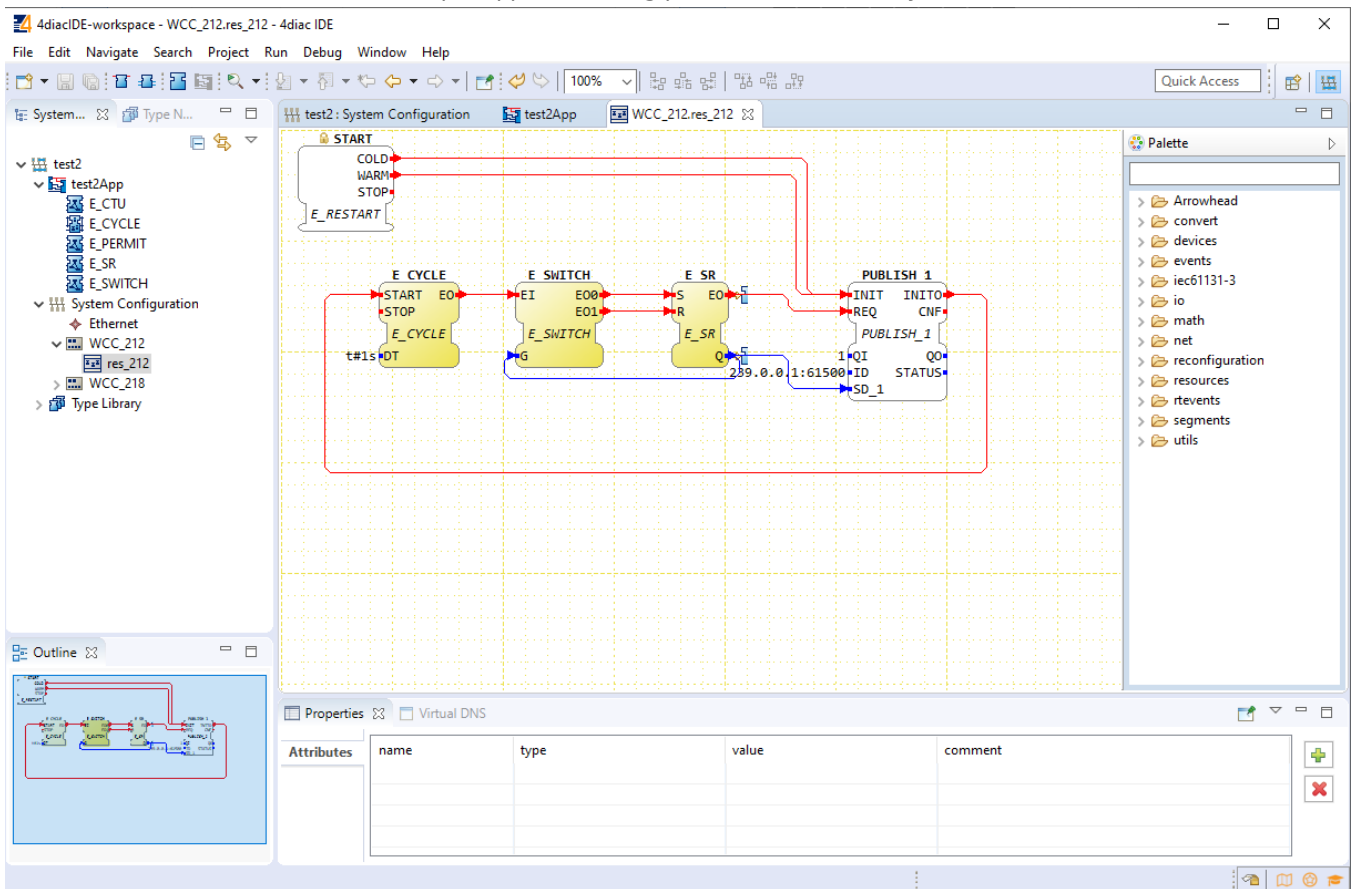 4diacIDE-workspace - WCC_212.res_212 - 4diac IDE
File Edit Navigate Search Project Run Debug Window Help
100%
Quick Access
System...
Type N...
test2 : System Configuration
test2App
WCC_212.res_212
test2
test2App
E_CTU
E_CYCLE
E_PERMIT
E_SR
E_SWITCH
System Configuration
Ethernet
WCC_212
res_212
WCC_218
Type Library
START
COLD
WARM
STOP
E_RESTART
E_CYCLE
START EO
STOP
E_CYCLE
t#1s DT
E_SWITCH
EI EO0
EO1
E_SWITCH
G
E_SR
S EO
R
E_SR
Q
PUBLISH_1
INIT INITO
REQ CNF
PUBLISH_1
1 QI QO
239.0.0.1:61500 ID STATUS
SD_1
Palette
Arrowhead
convert
devices
events
iec61131-3
io
math
net
reconfiguration
resources
rtevents
segments
utils
Outline
Properties
Virtual DNS
Attributes
name type value comment